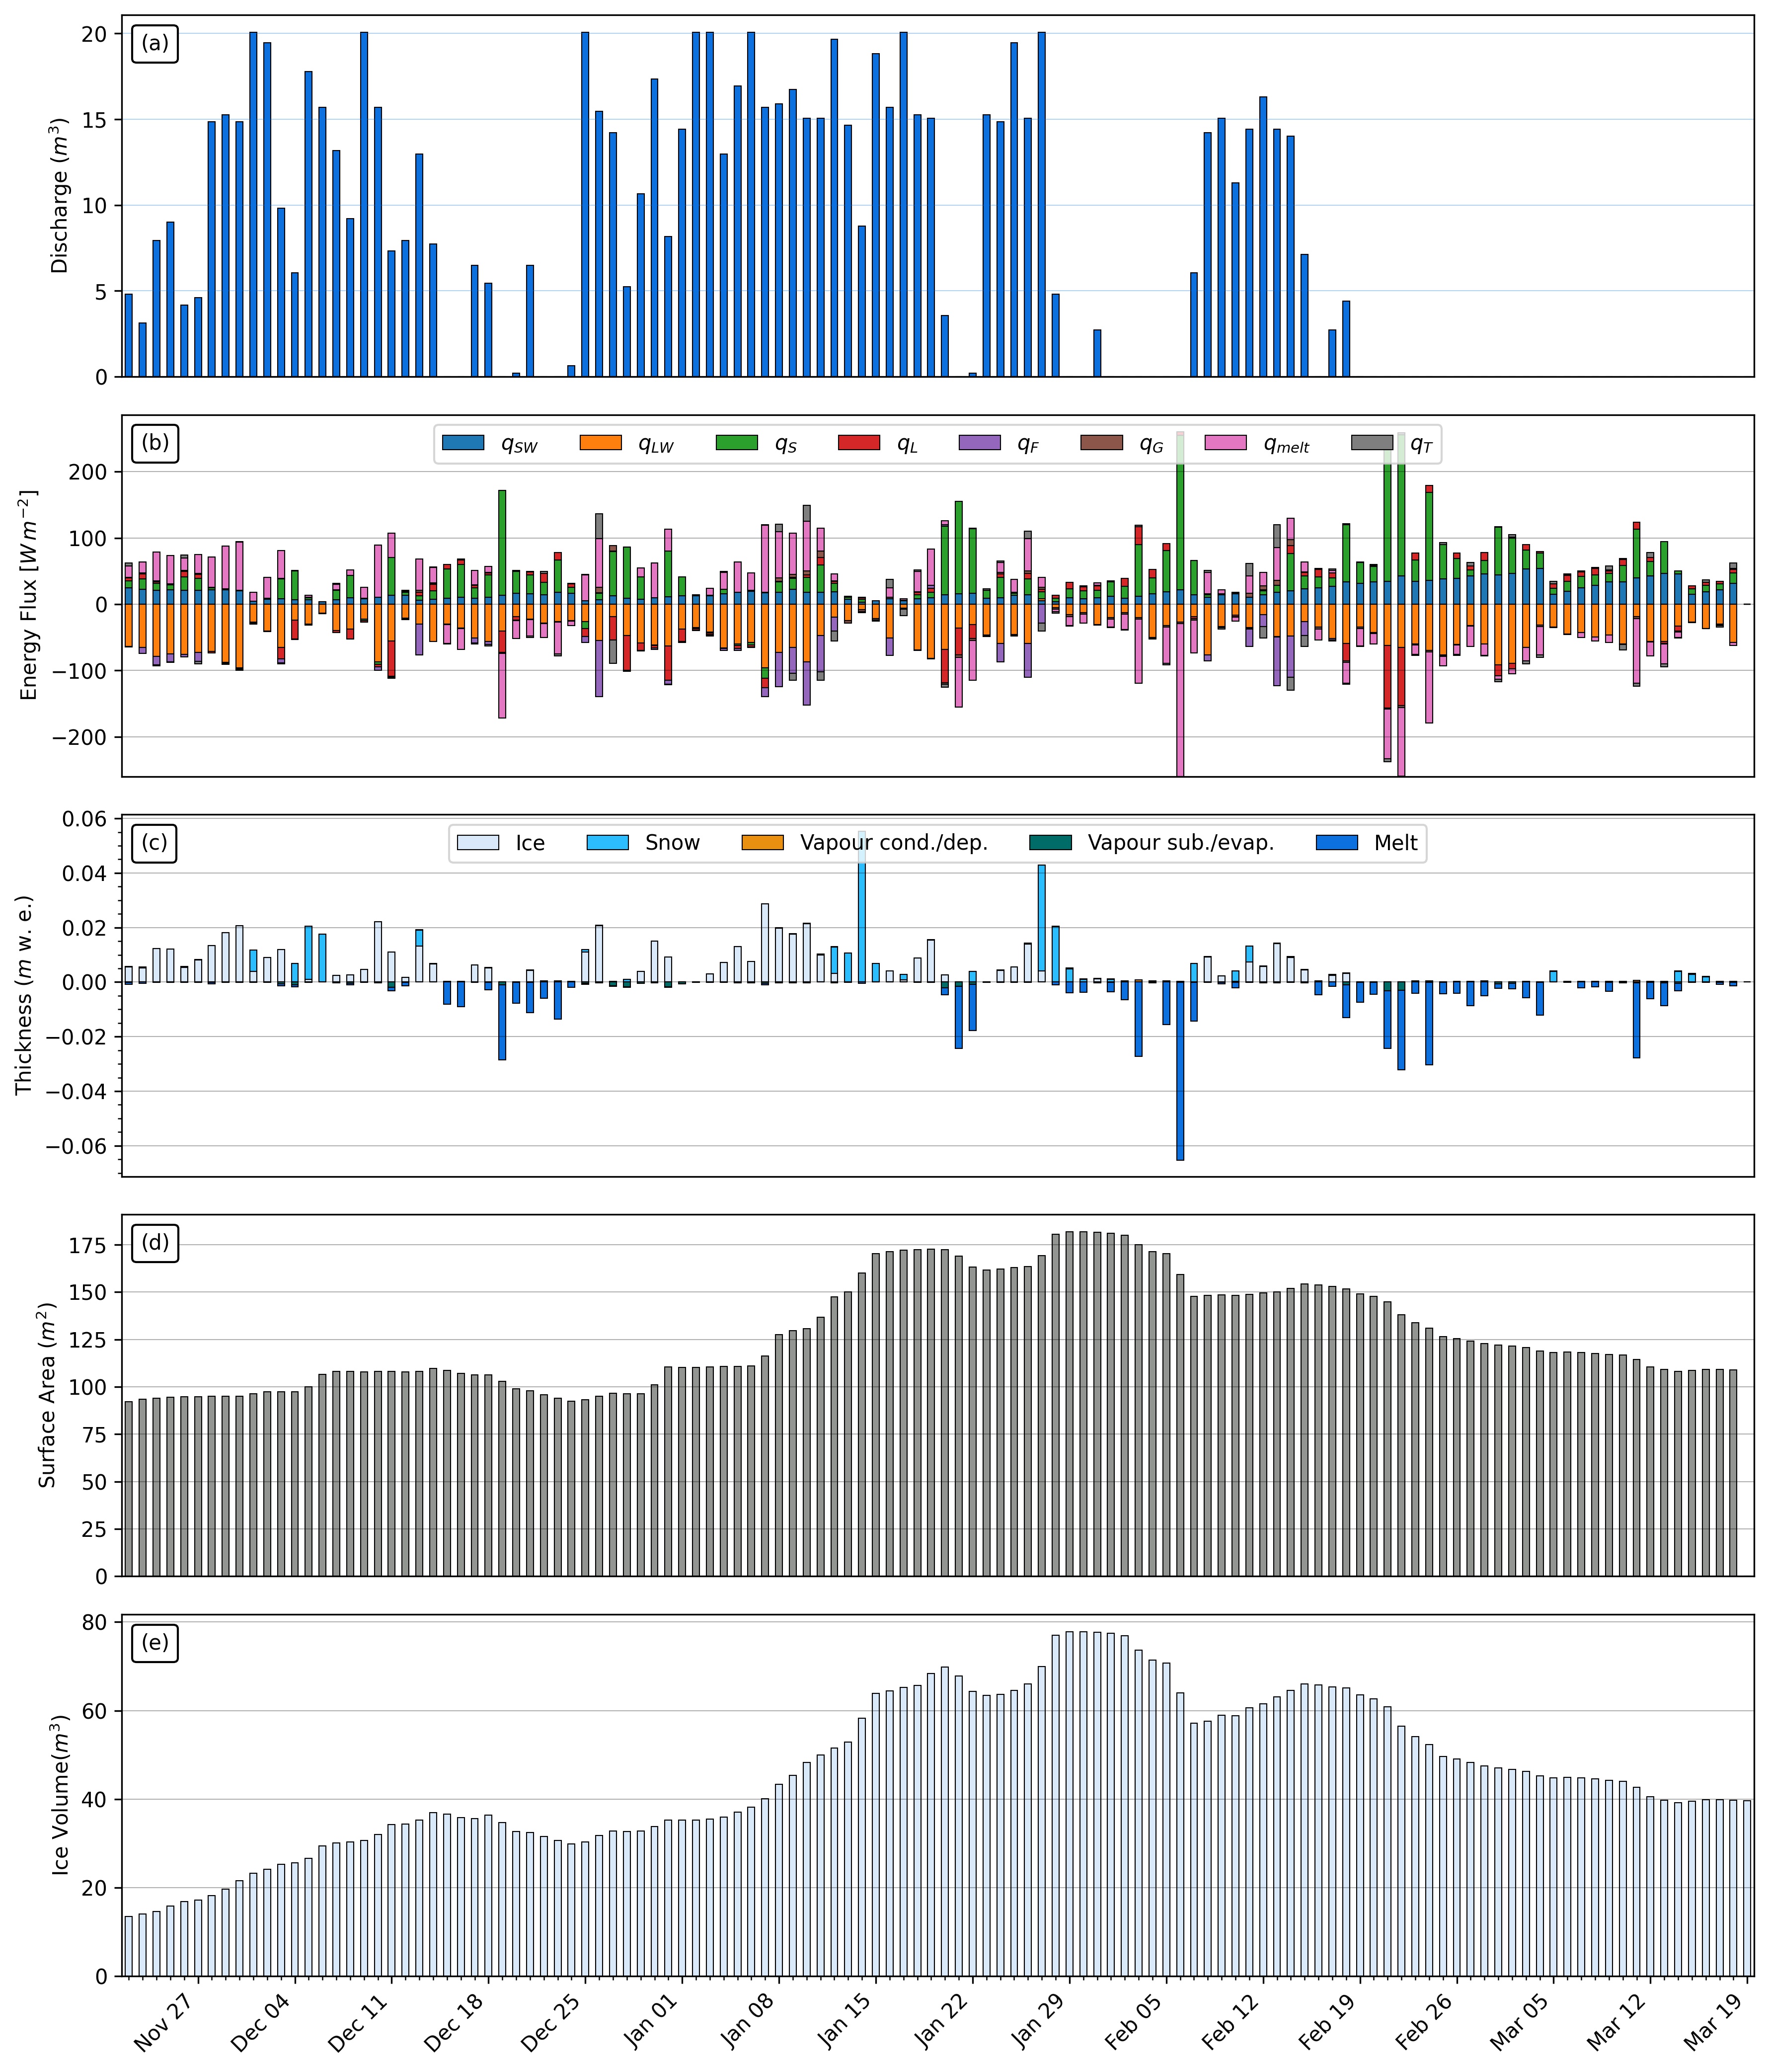 (a)
Discharge (m³)
20
15
10
5
0
(b)
q_SW q_LW q_S q_L q_F q_G q_melt q_T
Energy Flux [W m⁻²]
200
100
0
−100
−200
(c)
Ice Snow Vapour cond./dep. Vapour sub./evap. Melt
Thickness (m w. e.)
0.06
0.04
0.02
0.00
−0.02
−0.04
−0.06
(d)
Surface Area (m²)
175
150
125
100
75
50
25
0
(e)
Ice Volume(m³)
80
60
40
20
0
Nov 27 Dec 04 Dec 11 Dec 18 Dec 25 Jan 01 Jan 08 Jan 15 Jan 22 Jan 29 Feb 05 Feb 12 Feb 19 Feb 26 Mar 05 Mar 12 Mar 19